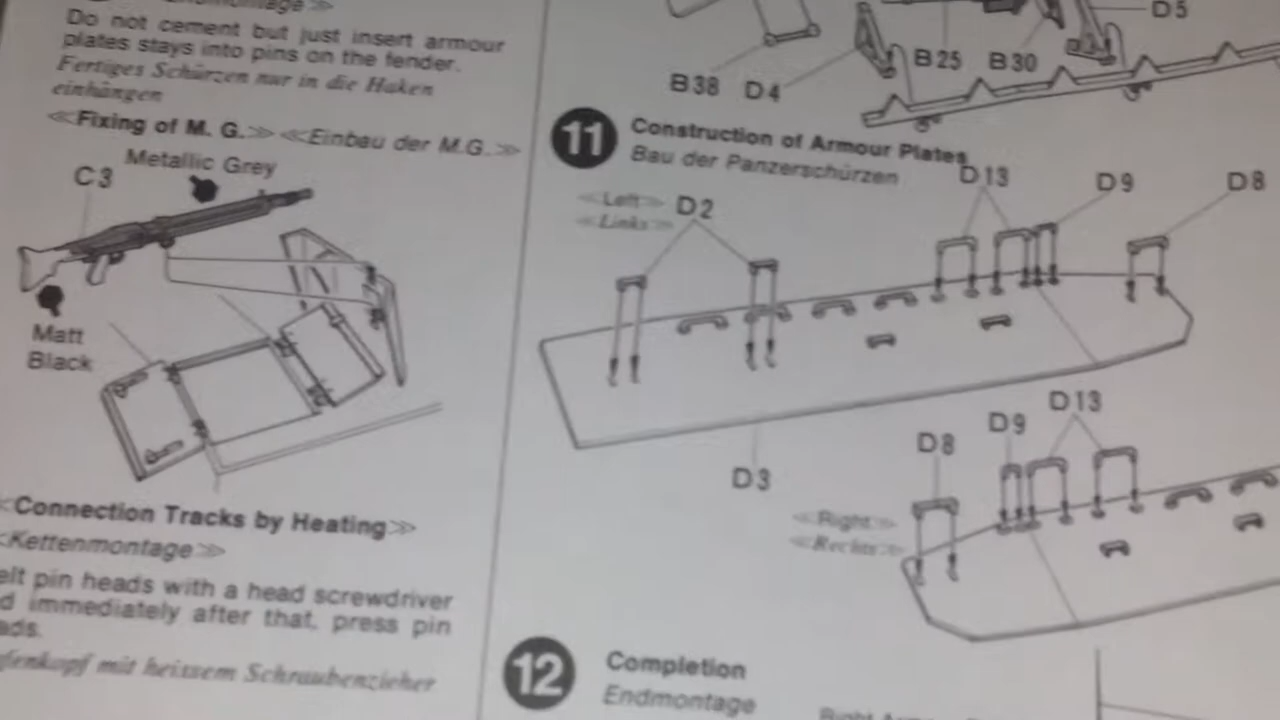 Do not cement but just insert armour
plates stays into pins on the fender.
Fertiges Schürzen nur in die Haken
einhängen
≪Fixing of M. G.≫ ≪Einbau der M.G.≫
Metallic Grey
C3
Matt
Black
≪Connection Tracks by Heating≫
≪Kettenmontage≫
elt pin heads with a head screwdriver
d immediately after that, press pin
ads.
fenkopf mit heissem Schraubenzieher
D5
B25 B30
B38 D4
11 Construction of Armour Plates
Bau der Panzerschürzen
≪Left≫
≪Links≫
D2
D13
D9
D8
D3
D13
D9
D8
≪Right≫
≪Rechts≫
12 Completion
Endmontage